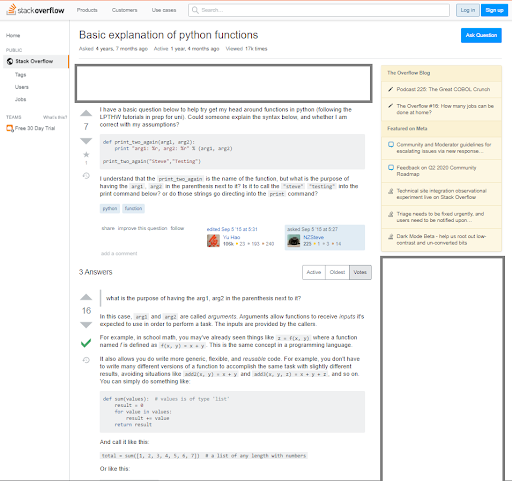 stackoverflow Products Customers Use cases Search... Log in Sign up
Home
PUBLIC
Stack Overflow
Tags
Users
Jobs
TEAMS What's this?
Free 30 Day Trial
Basic explanation of python functions
Asked 4 years, 7 months ago Active 1 year, 4 months ago Viewed 17k times
Ask Question
7
1
I have a basic question below to help try get my head around functions in python (following the
LPTHW tutorials in prep for uni). Could someone explain the syntax below, and whether I am
correct with my assumptions?
def print_two_again(arg1, arg2):
print "arg1: %r, arg2: %r" % (arg1, arg2)
print_two_again("Steve","Testing")
I understand that the print_two_again is the name of the function, but what is the purpose of
having the arg1, arg2 in the parenthesis next to it? Is it to call the "steve" "testing" into the
print command below? or do those strings go directing into the print command?
python function
share improve this question follow
edited Sep 5 '15 at 5:31
Yu Hao
asked Sep 5 '15 at 5:27
NZSteve
add a comment
3 Answers
Active Oldest Votes
16
what is the purpose of having the arg1, arg2 in the parenthesis next to it?
In this case, arg1 and arg2 are called arguments. Arguments allow functions to receive inputs it's
expected to use in order to perform a task. The inputs are provided by the callers.
For example, in school math, you may've already seen things like z = f(x, y) where a function
named f is defined as f(x, y) = x + y. This is the same concept in a programming language.
It also allows you do write more generic, flexible, and reusable code. For example, you don't have
to write many different versions of a function to accomplish the same task with slightly different
results, avoiding situations like add2(x, y) = x + y and add3(x, y, z) = x + y + z, and so on.
You can simply do something like:
def sum(values): # values is of type 'list'
result = 0
for value in values:
result += value
return result
And call it like this:
total = sum([1, 2, 3, 4, 5, 6, 7]) # a list of any length with numbers
Or like this:
The Overflow Blog
Podcast 225: The Great COBOL Crunch
The Overflow #16: How many jobs can be
done at home?
Featured on Meta
Community and Moderator guidelines for
escalating issues via new response…
Feedback on Q2 2020 Community
Roadmap
Technical site integration observational
experiment live on Stack Overflow
Triage needs to be fixed urgently, and
users need to be notified upon…
Dark Mode Beta - help us root out low-
contrast and un-converted bits